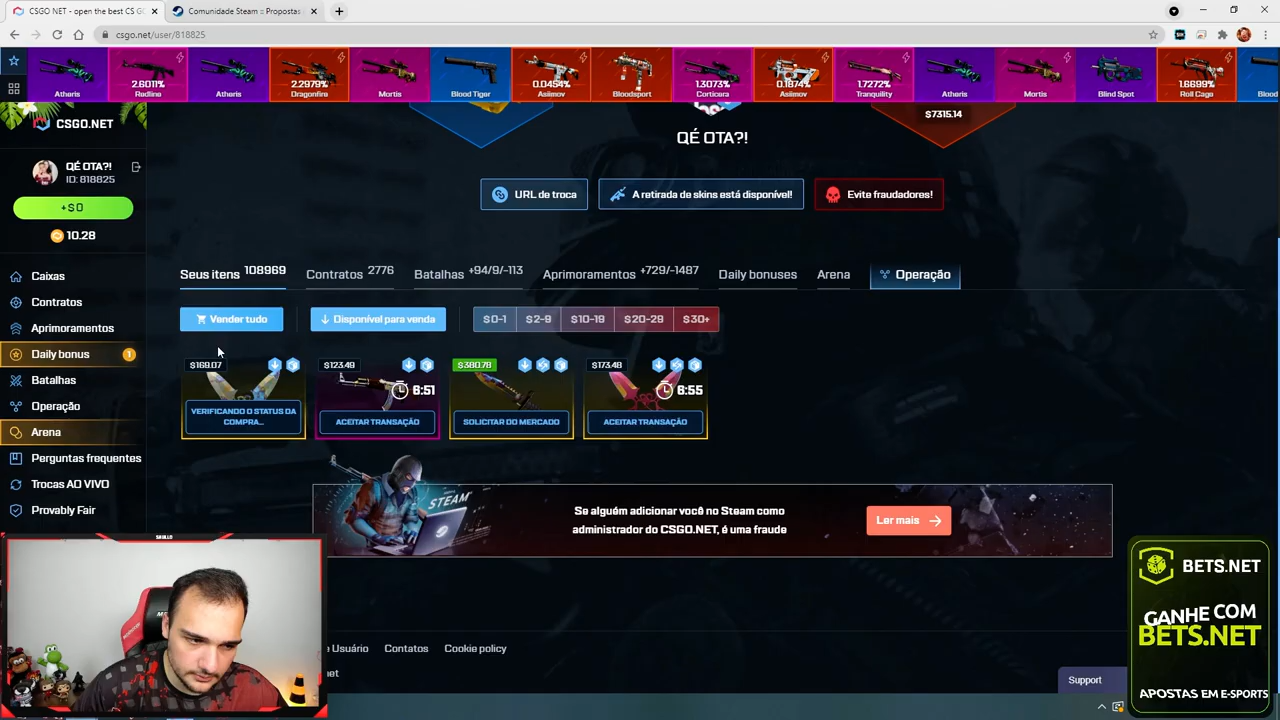 CSGO NET - open the best CS GO
Comunidade Steam :: Propostas
csgo.net/user/818825
2.6011%
2.2979%
0.0454%
1.3073%
0.1874%
1.7272%
1.6699%
Atheris
Redline
Atheris
Dragonfire
Mortis
Blood Tiger
Asiimov
Bloodsport
Corticera
Asiimov
Tranquility
Atheris
Mortis
Blind Spot
Roll Cage
Blood
CSGO.NET
$7315.14
QÉ OTA?!
QÉ OTA?!
ID: 818825
+$0
10.28
URL de troca
A retirada de skins está disponível!
Evite fraudadores!
Caixas
Contratos
Aprimoramentos
Daily bonus
1
Batalhas
Operação
Arena
Perguntas frequentes
Trocas AO VIVO
Provably Fair
Seus itens 108969
Contratos 2776
Batalhas +94/9/-113
Aprimoramentos +729/-1487
Daily bonuses
Arena
Operação
Vender tudo
Disponível para venda
$0-1
$2-9
$10-19
$20-29
$30+
$169.07
VERIFICANDO O STATUS DA
COMPRA...
$123.49
6:51
ACEITAR TRANSAÇÃO
$380.78
SOLICITAR DO MERCADO
$173.48
6:55
ACEITAR TRANSAÇÃO
STEAM
Se alguém adicionar você no Steam como
administrador do CSGO.NET, é uma fraude
Ler mais
e Usuário
Contatos
Cookie policy
net
Support
SAULLO
BETS.NET
GANHE COM
BETS.NET
APOSTAS EM E-SPORTS